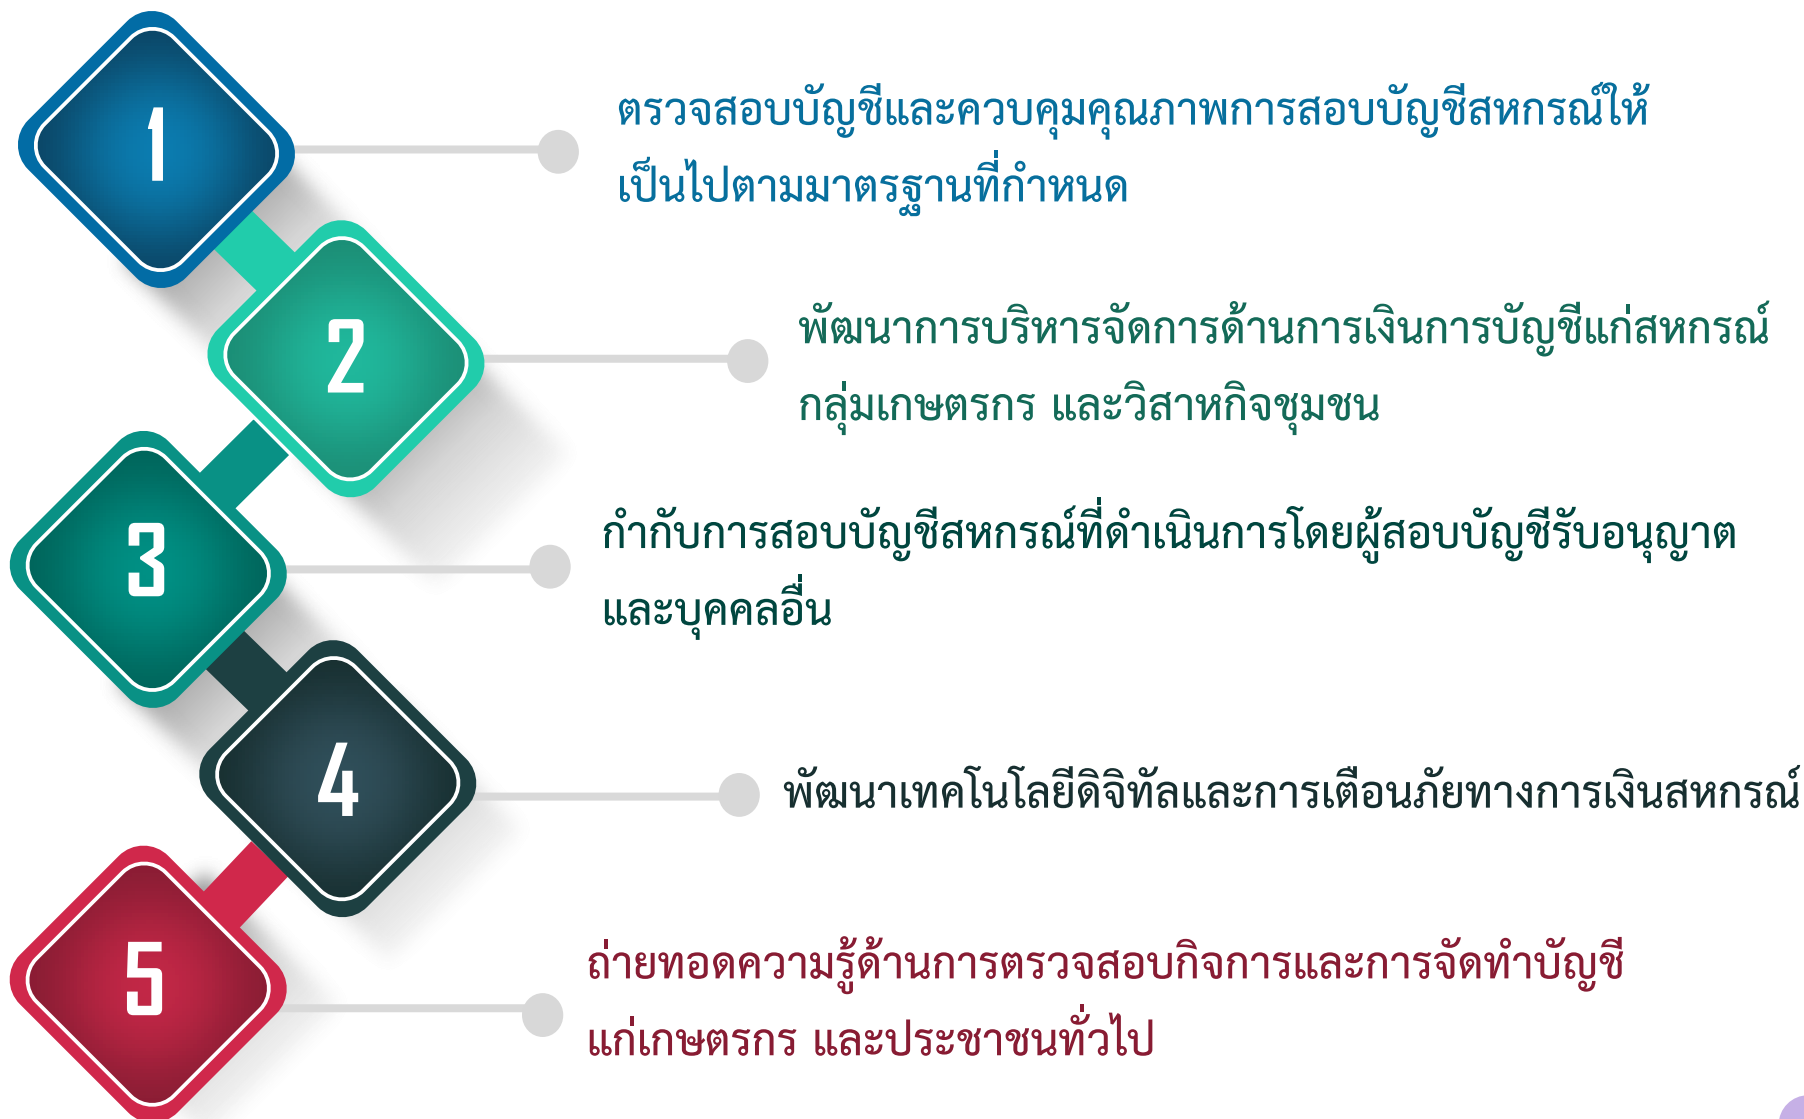 1
ตรวจสอบบัญชีและควบคุมคุณภาพการสอบบัญชีสหกรณ์ให้
เป็นไปตามมาตรฐานที่กำหนด
2
พัฒนาการบริหารจัดการด้านการเงินการบัญชีแก่สหกรณ์
กลุ่มเกษตรกร และวิสาหกิจชุมชน
3
กำกับการสอบบัญชีสหกรณ์ที่ดำเนินการโดยผู้สอบบัญชีรับอนุญาต
และบุคคลอื่น
4
พัฒนาเทคโนโลยีดิจิทัลและการเตือนภัยทางการเงินสหกรณ์
5
ถ่ายทอดความรู้ด้านการตรวจสอบกิจการและการจัดทำบัญชี
แก่เกษตรกร และประชาชนทั่วไป